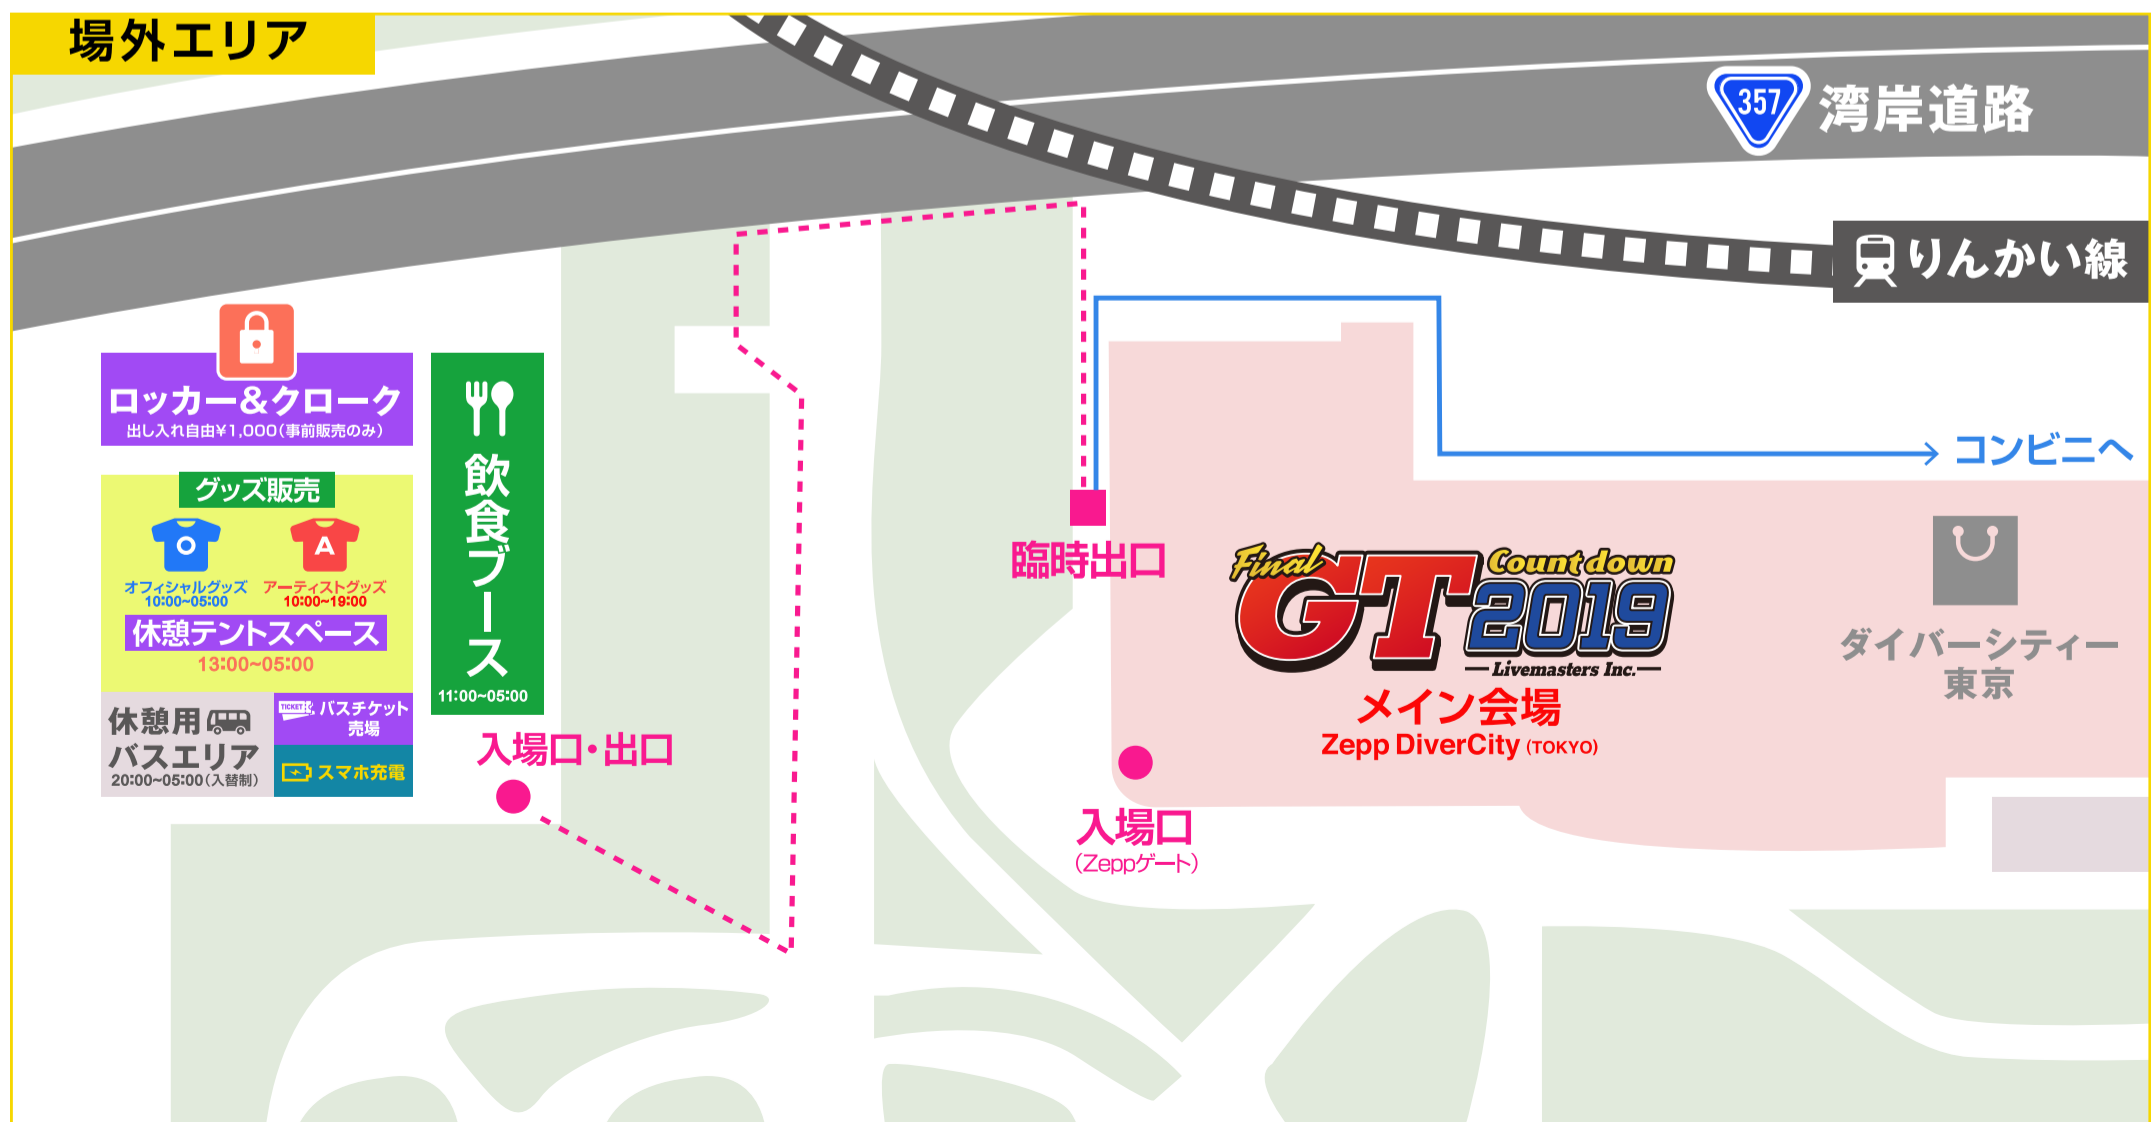 場外エリア
357
湾岸道路
りんかい線
ロッカー&クローク
出し入れ自由¥1,000(事前販売のみ)
飲食ブース
11:00~05:00
グッズ販売
O
A
オフィシャルグッズ
10:00~05:00
アーティストグッズ
10:00~19:00
休憩テントスペース
13:00~05:00
休憩用
バスエリア
20:00~05:00(入替制)
TICKET
バスチケット
売場
スマホ充電
入場口・出口
コンビニへ
臨時出口
Final
GT
Countdown
2019
Livemasters Inc.
メイン会場
Zepp DiverCity (TOKYO)
ダイバーシティー
東京
入場口
(Zeppゲート)